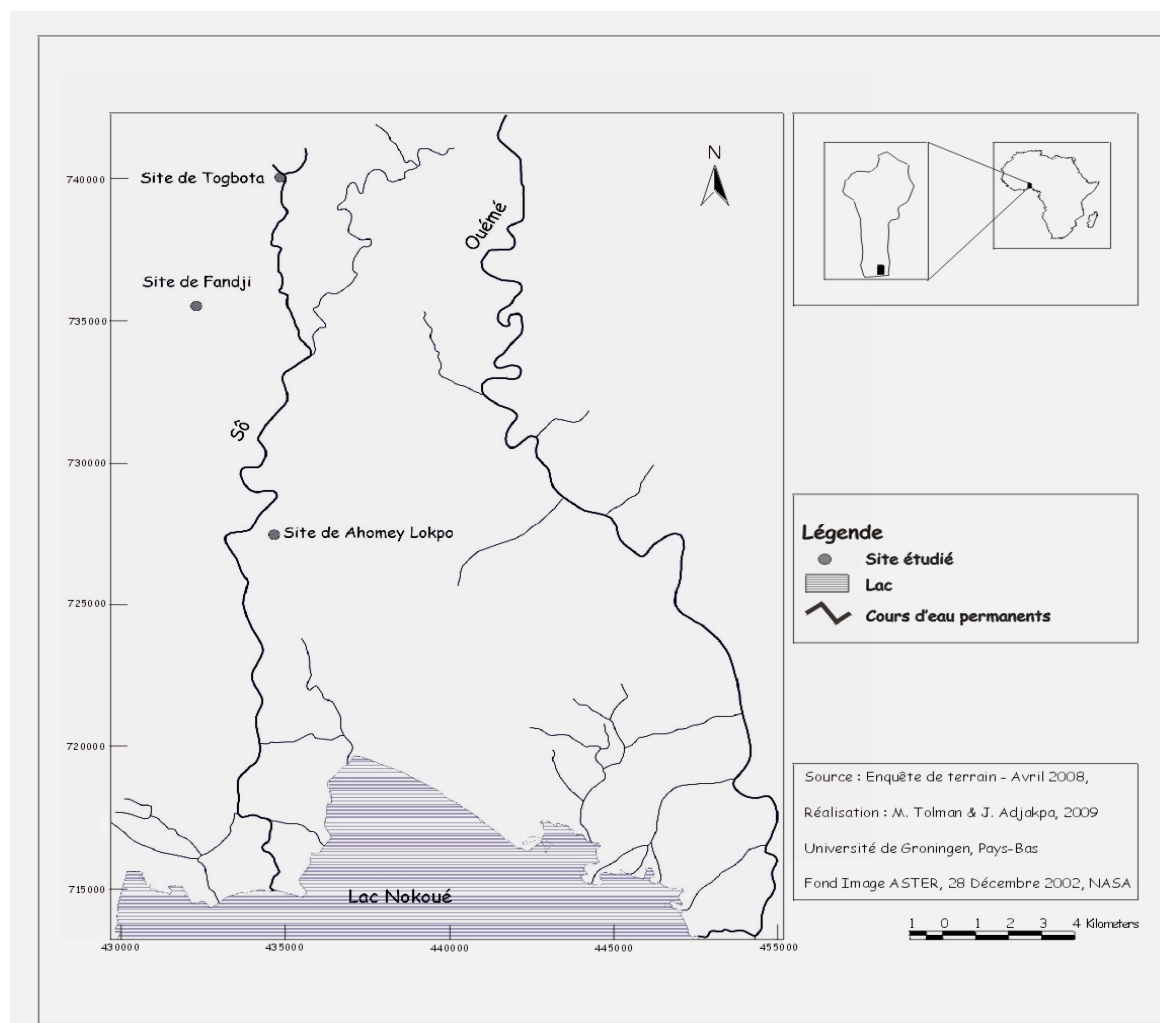 N
740000
Site de Togbota
Ouémé
Site de Fandji
735000
Sô
730000
Site de Ahomey Lokpo
725000
720000
715000
Lac Nokoué
430000
435000
440000
445000
455000
Légende
Site étudié
Lac
Cours d'eau permanents
Source : Enquête de terrain - Avril 2008,
Réalisation : M. Tolman & J. Adjakpa, 2009
Université de Groningen, Pays-Bas
Fond Image ASTER, 28 Décembre 2002, NASA
1 0 1 2 3 4 Kilometers